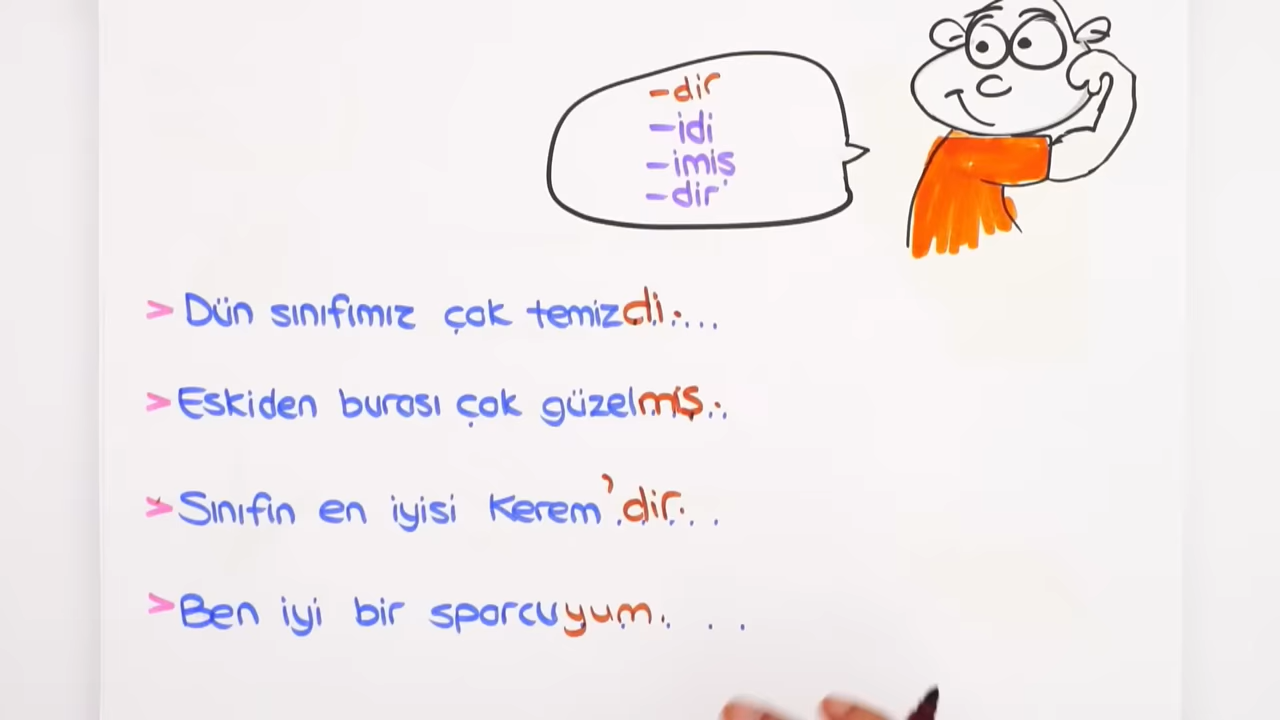 -dir
-idi
-imiş
-dir
> Dün sınıfımız çok temizdi.....
> Eskiden burası çok güzelmiş..
> Sınıfın en iyisi Kerem'dir....
> Ben iyi bir sporcuyum. . .